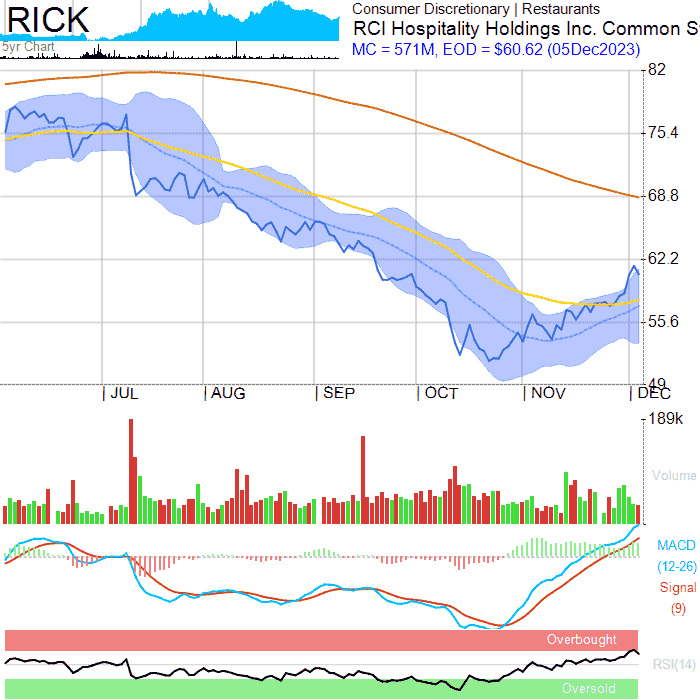 RICK
5yr Chart
Consumer Discretionary | Restaurants
RCI Hospitality Holdings Inc. Common S
MC = 571M, EOD = $60.62 (05Dec2023)
82
75.4
68.8
62.2
55.6
49
JUL AUG SEP OCT NOV DEC
189k
Volume
MACD
(12-26)
Signal
(9)
Overbought
RSI(14)
Oversold